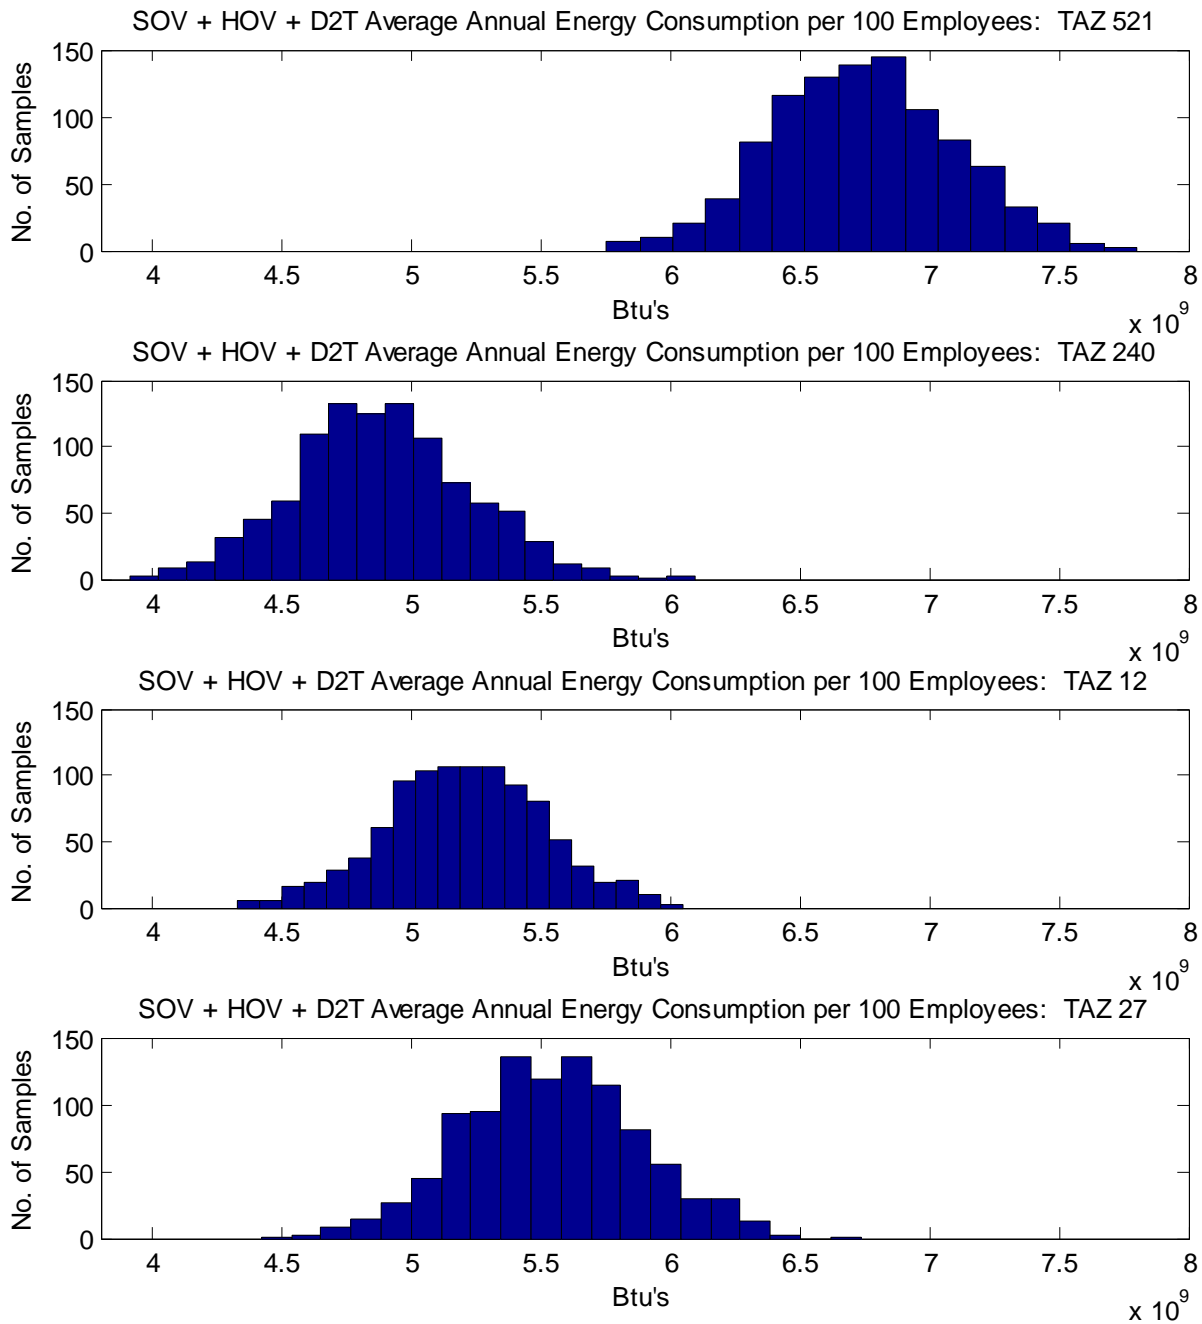 SOV + HOV + D2T Average Annual Energy Consumption per 100 Employees: TAZ 521
150
100
50
0
No. of Samples
4 4.5 5 5.5 6 6.5 7 7.5 8
Btu's
x 10^9
SOV + HOV + D2T Average Annual Energy Consumption per 100 Employees: TAZ 240
150
100
50
0
No. of Samples
4 4.5 5 5.5 6 6.5 7 7.5 8
Btu's
x 10^9
SOV + HOV + D2T Average Annual Energy Consumption per 100 Employees: TAZ 12
150
100
50
0
No. of Samples
4 4.5 5 5.5 6 6.5 7 7.5 8
Btu's
x 10^9
SOV + HOV + D2T Average Annual Energy Consumption per 100 Employees: TAZ 27
150
100
50
0
No. of Samples
4 4.5 5 5.5 6 6.5 7 7.5 8
Btu's
x 10^9